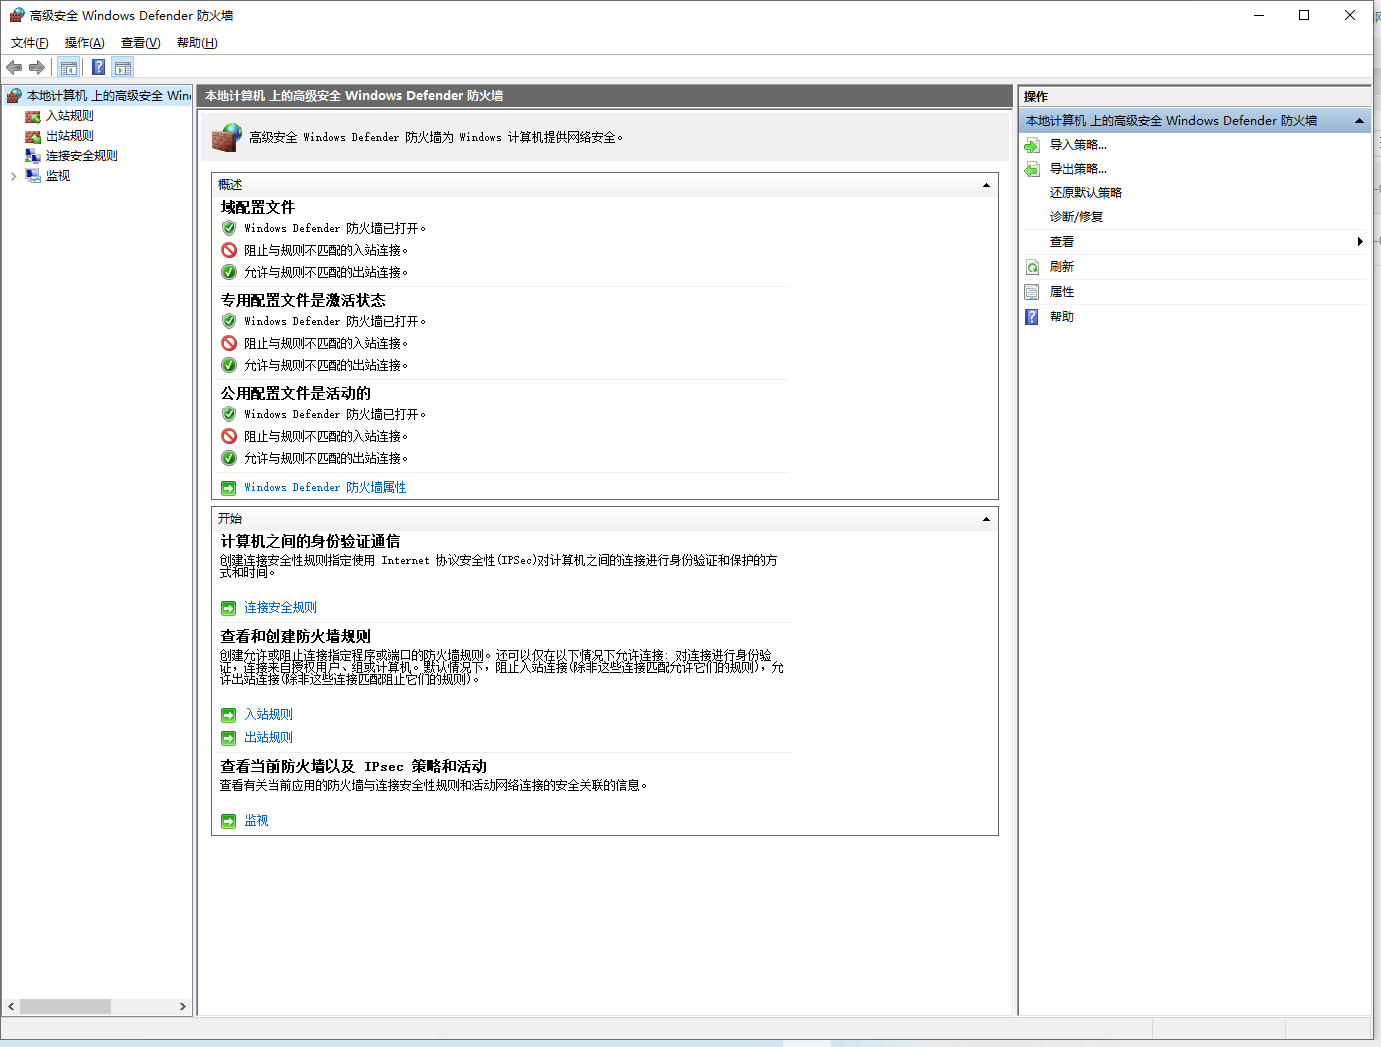 高级安全 Windows Defender 防火墙
文件(F) 操作(A) 查看(V) 帮助(H)
本地计算机 上的高级安全 Win
入站规则
出站规则
连接安全规则
监视
本地计算机 上的高级安全 Windows Defender 防火墙
高级安全 Windows Defender 防火墙为 Windows 计算机提供网络安全。
概述
域配置文件
Windows Defender 防火墙已打开。
阻止与规则不匹配的入站连接。
允许与规则不匹配的出站连接。
专用配置文件是激活状态
Windows Defender 防火墙已打开。
阻止与规则不匹配的入站连接。
允许与规则不匹配的出站连接。
公用配置文件是活动的
Windows Defender 防火墙已打开。
阻止与规则不匹配的入站连接。
允许与规则不匹配的出站连接。
Windows Defender 防火墙属性
开始
计算机之间的身份验证通信
创建连接安全性规则指定使用 Internet 协议安全性(IPSec)对计算机之间的连接进行身份验证和保护的方
式和时间。
连接安全规则
查看和创建防火墙规则
创建允许或阻止连接指定程序或端口的防火墙规则。还可以仅在以下情况下允许连接: 对连接进行身份验
证，连接来自授权用户、组或计算机。默认情况下，阻止入站连接(除非这些连接匹配允许它们的规则)，允
许出站连接(除非这些连接匹配阻止它们的规则)。
入站规则
出站规则
查看当前防火墙以及 IPsec 策略和活动
查看有关当前应用的防火墙与连接安全性规则和活动网络连接的安全关联的信息。
监视
操作
本地计算机 上的高级安全 Windows Defender 防火墙
导入策略...
导出策略...
还原默认策略
诊断/修复
查看
刷新
属性
帮助